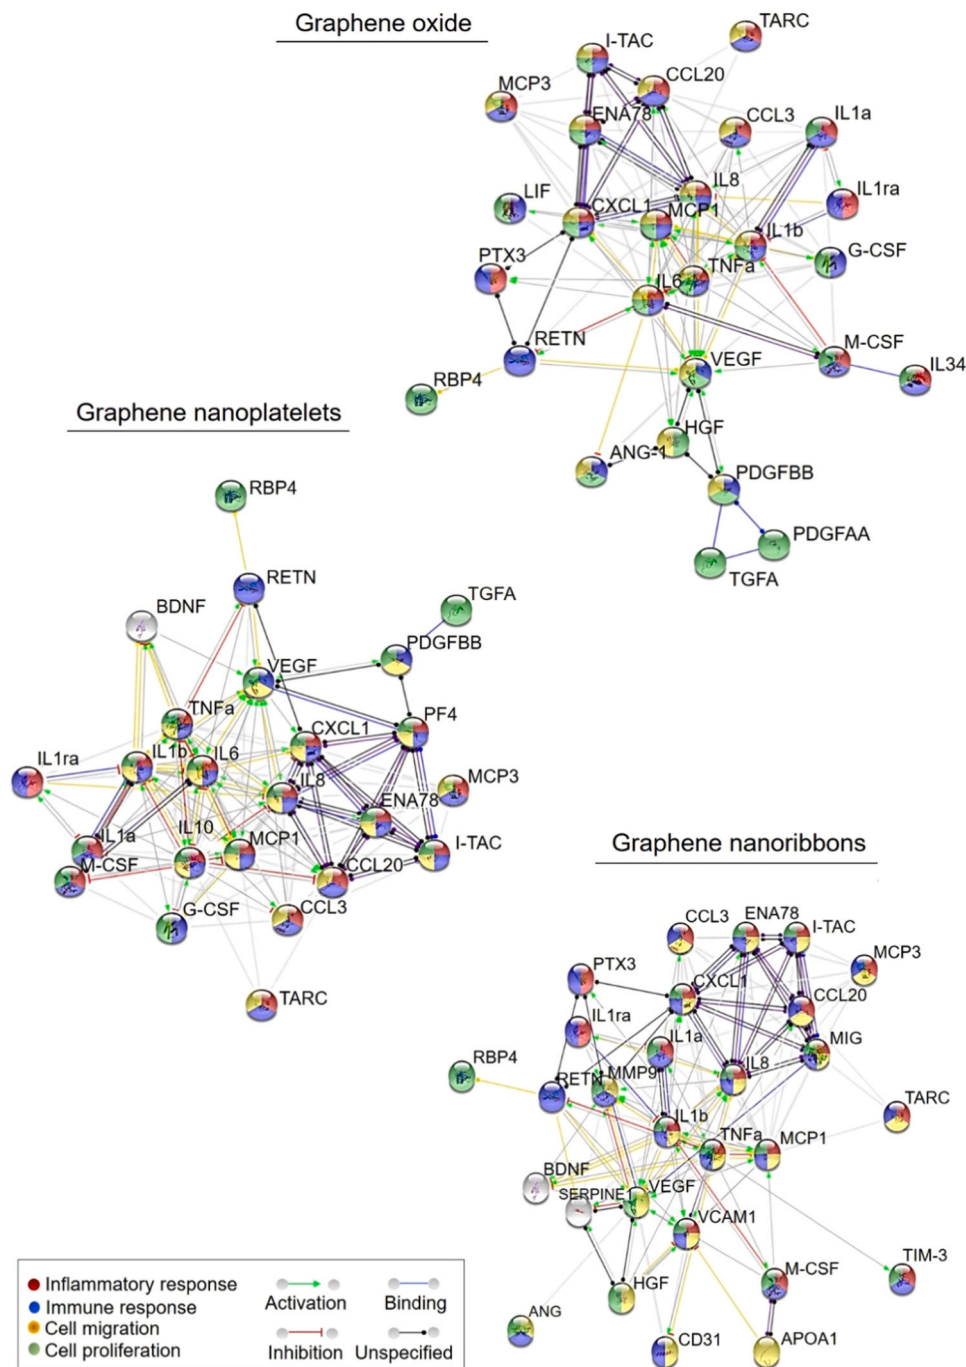 Graphene oxide
TARC
I-TAC
CCL20
MCP3
ENA78
CCL3
IL1a
LIF
IL8
IL1ra
CXCL1
MCP1
IL1b
G-CSF
PTX3
TNFa
IL6
RETN
M-CSF
RBP4
VEGF
IL34
HGF
ANG-1
PDGFBB
PDGFAA
TGFA
Graphene nanoplatelets
RBP4
RETN
TGFA
BDNF
PDGFBB
VEGF
TNFa
CXCL1
PF4
IL1ra
IL1b
IL6
IL8
MCP3
ENA78
IL10
IL1a
MCP1
I-TAC
M-CSF
CCL20
G-CSF
CCL3
TARC
Graphene nanoribbons
CCL3
ENA78
I-TAC
MCP3
PTX3
CXCL1
CCL20
IL1ra
IL1a
MIG
RBP4
RETN
MMP9
IL8
TARC
IL1b
TNFa
MCP1
BDNF
SERPINE1
VEGF
VCAM1
HGF
M-CSF
TIM-3
ANG
CD31
APOA1
Inflammatory response
Immune response
Cell migration
Cell proliferation
Activation
Binding
Inhibition
Unspecified